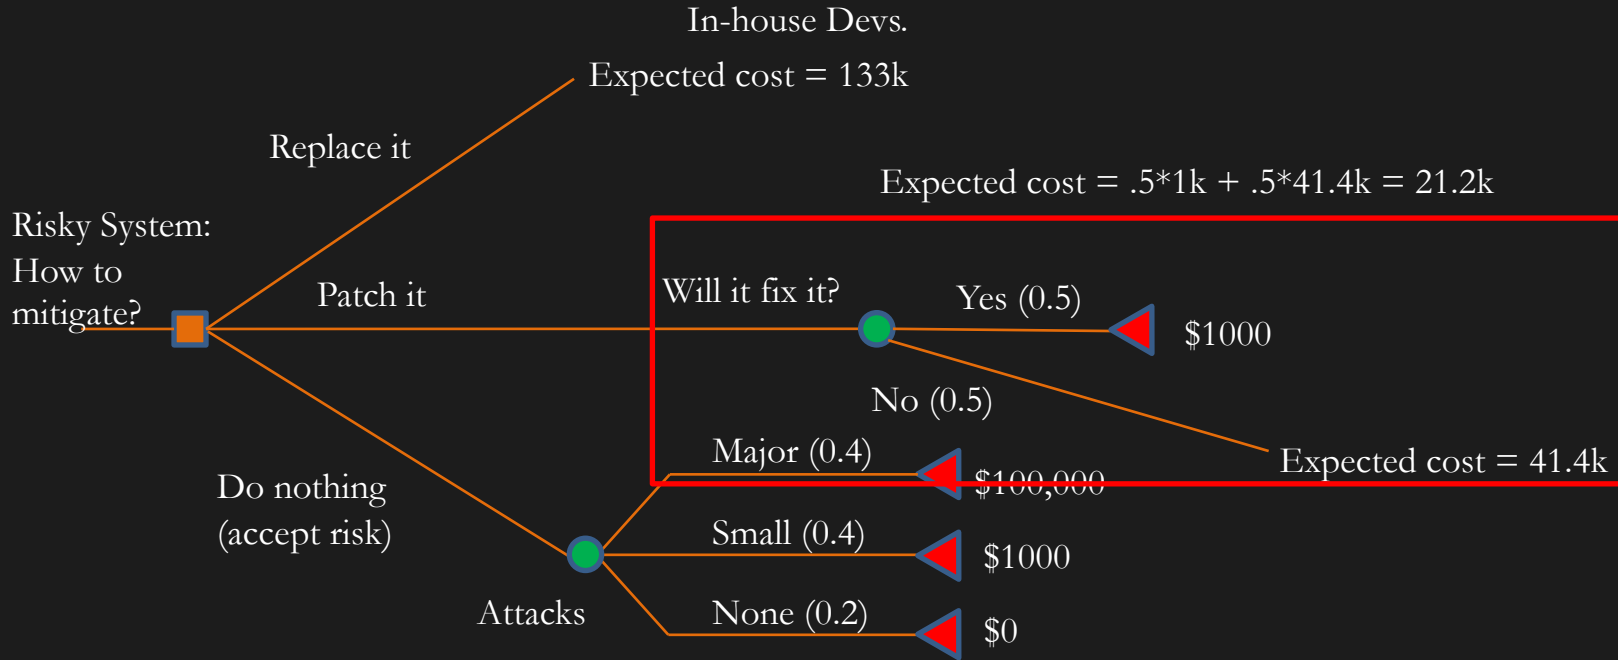 In-house Devs.
Expected cost = 133k
Replace it
Expected cost = .5*1k + .5*41.4k = 21.2k
Risky System:
How to
mitigate?
Patch it
Will it fix it?
Yes (0.5)
$1000
No (0.5)
Expected cost = 41.4k
Do nothing
(accept risk)
Major (0.4)
$100,000
Small (0.4)
$1000
Attacks
None (0.2)
$0